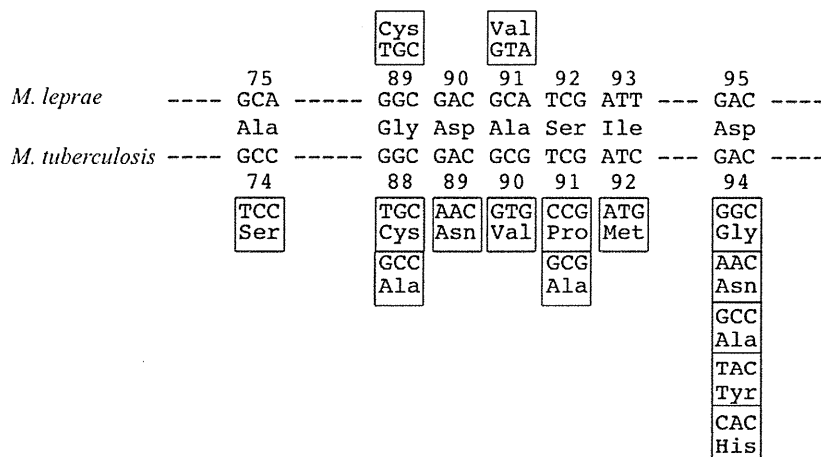 Cys Val
TGC GTA
75 89 90 91 92 93 95
M. leprae ---- GCA ----- GGC GAC GCA TCG ATT --- GAC ----
Ala Gly Asp Ala Ser Ile Asp
M. tuberculosis ---- GCC ----- GGC GAC GCG TCG ATC --- GAC ----
74 88 89 90 91 92 94
TCC TGC AAC GTG CCG ATG GGC
Ser Cys Asn Val Pro Met Gly
GCC GCG AAC
Ala Ala Asn
GCC
Ala
TAC
Tyr
CAC
His